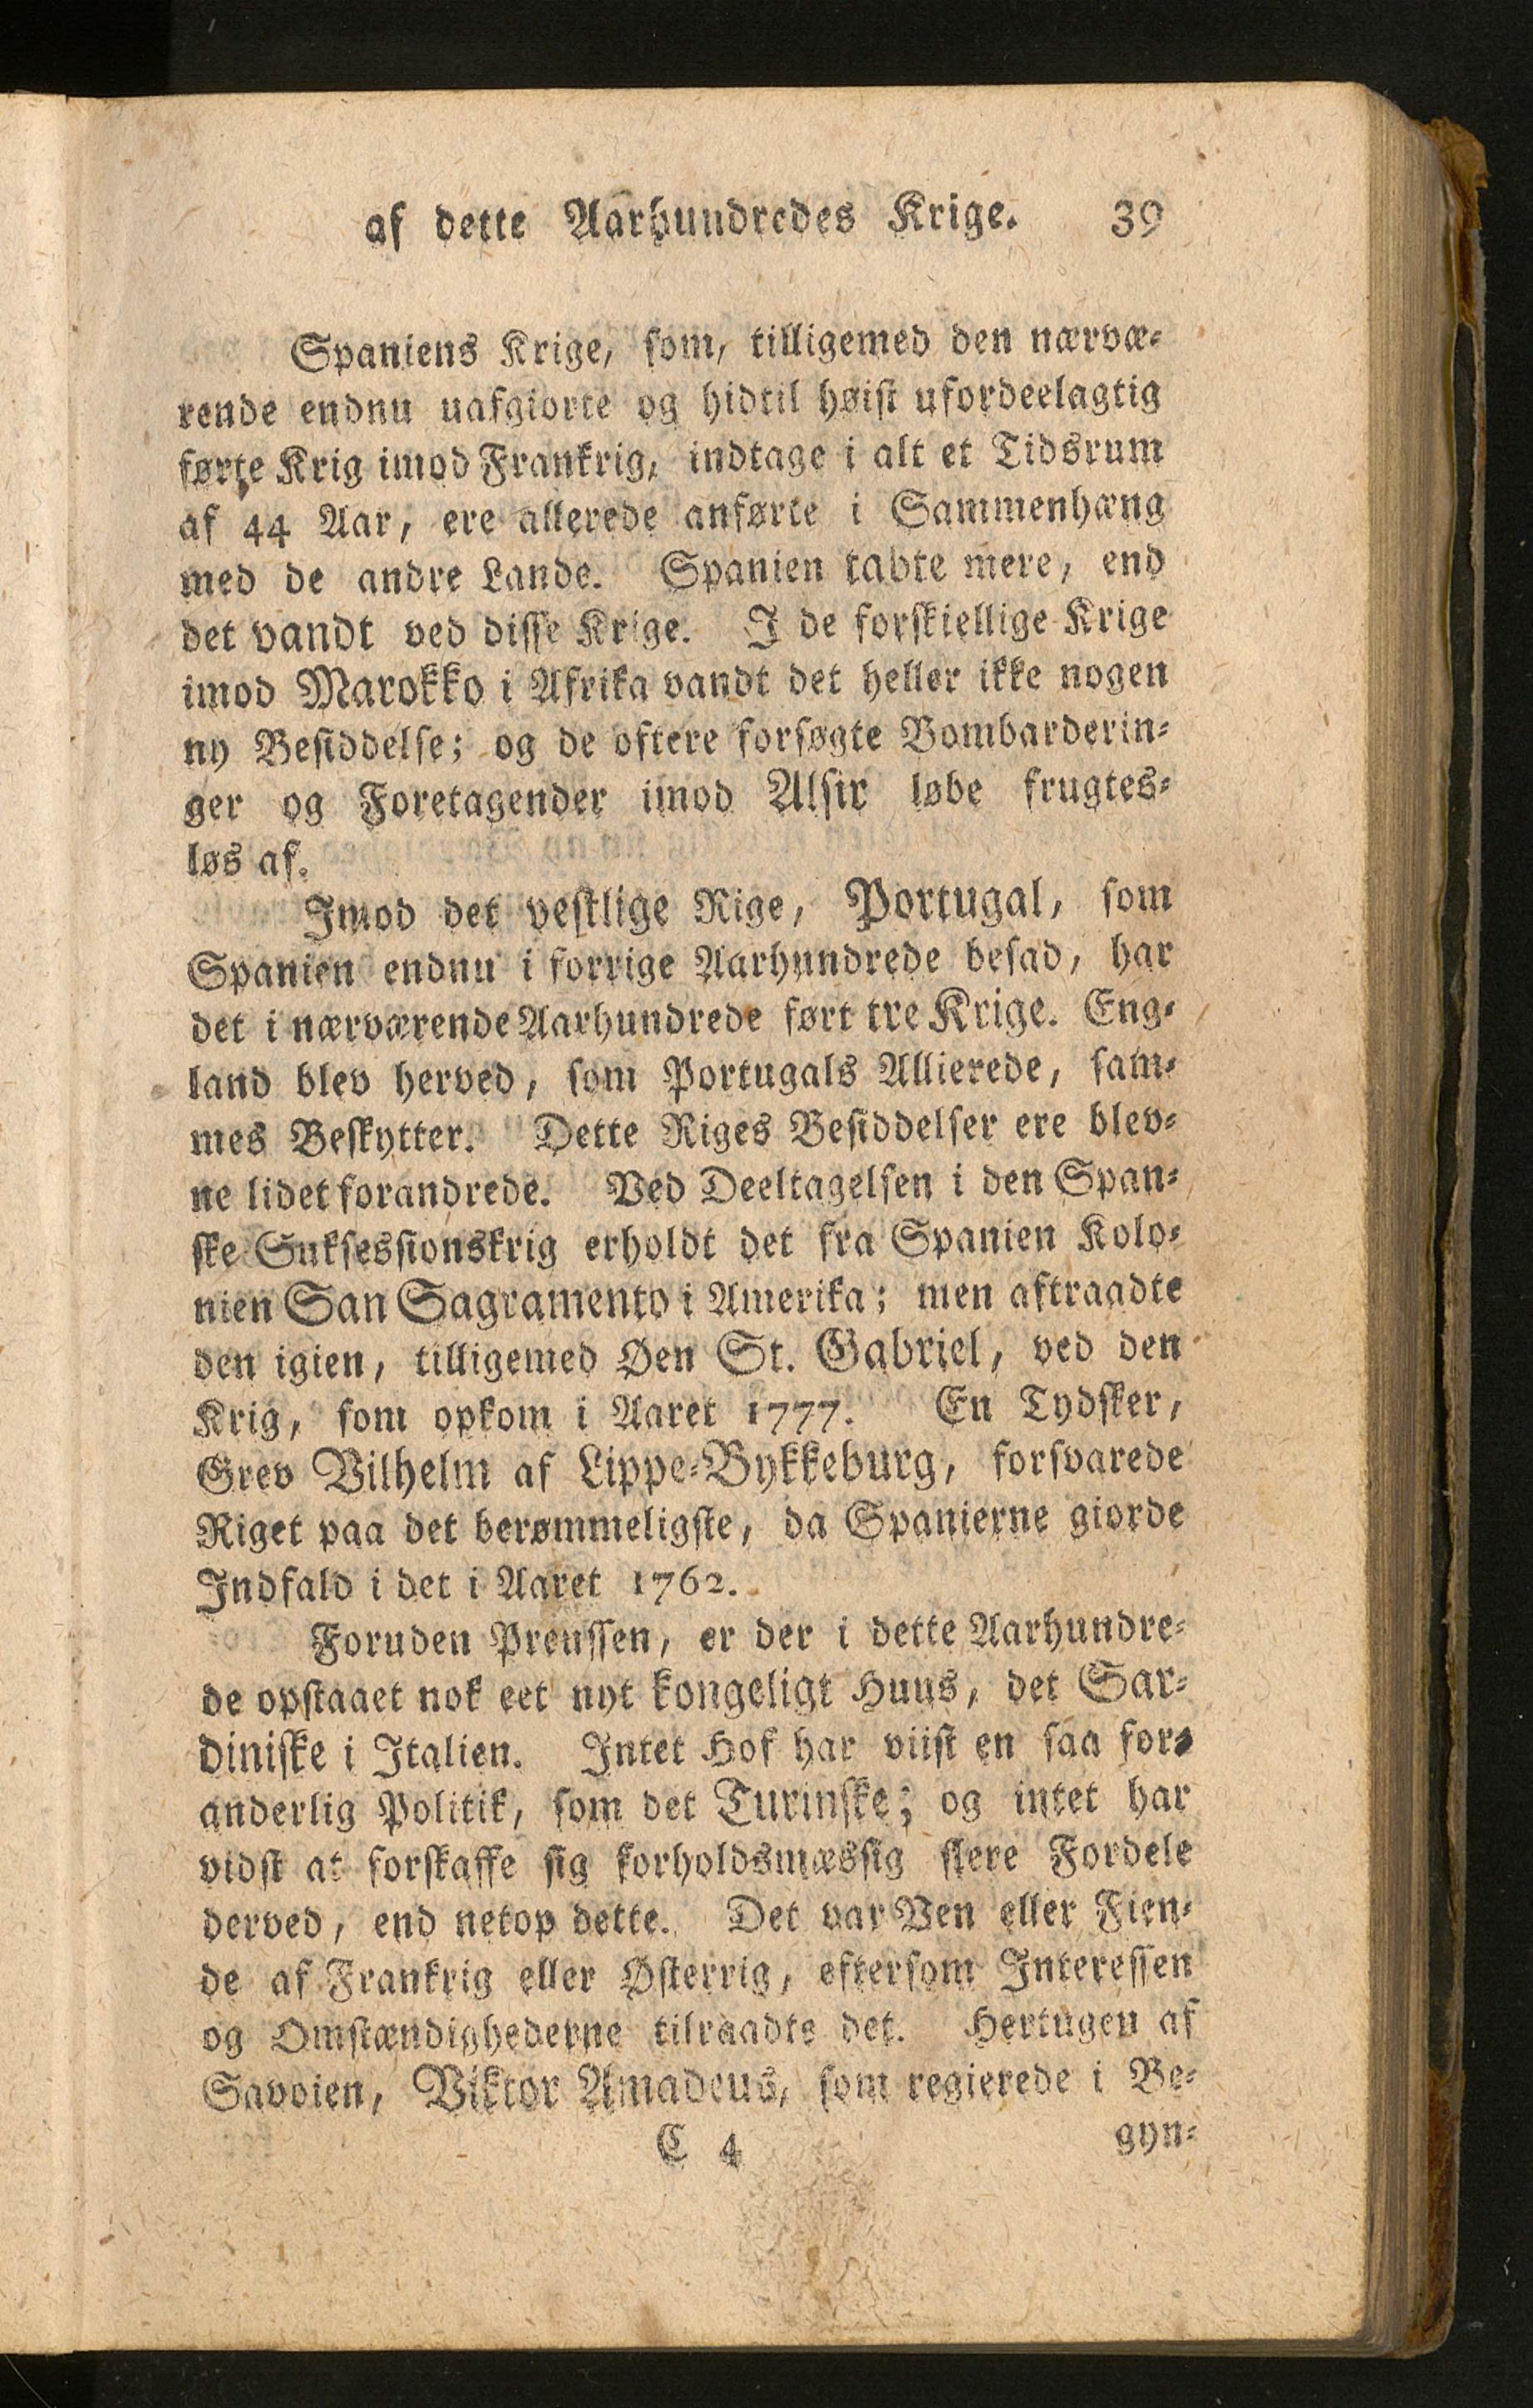 af dette Aarhundredes Krige. 39
Spaniens Krige, som, tilligemed den nærvæ-
rende endnu uafgiorte og hidtil høist ufordeelagtig
førte Krig imod Frankrig, indtage i alt et Tidsrum
af 44 Aar, ere allerede anførte i Sammenhæng
med de andre Lande. Spanien tabte mere, end
det vandt ved disse Krige. I de forskiellige Krige
imod Marokko i Afrika vandt det heller ikke nogen
ny Besiddelse; og de oftere forsøgte Bombarderin-
ger og Foretagender imod Alsir løbe frugtes-
løs af.
Imod det vestlige Rige, Portugal, som
Spanien endnu i forrige Aarhundrede besad, har
det i nærværende Aarhundrede ført tre Krige. Eng-
land blev herved, som Portugals Allierede, sam-
mes Beskytter. Dette Riges Besiddelser ere blev-
ne lidet forandrede. Ved Deeltagelsen i den Span-
ske Suksessionskrig erholdt det fra Spanien Kolo-
nien San Sagramento i Amerika; men aftraadte
den igien, tilligemed Øen St. Gabriel, ved den
Krig, som opkom i Aaret 1777. En Tydsker,
Grev Vilhelm af Lippe-Bykkeburg, forsvarede
Riget paa det berømmeligste, da Spanierne giorde
Indfald i det i Aaret 1762.
Foruden Preussen, er der i dette Aarhundre-
de opstaaet nok eet nyt kongeligt Huus, det Sar-
diniske i Italien. Intet Hof har viist en saa for-
anderlig Politik, som det Turinske; og intet har
vidst at forskaffe sig forholdsmæssig flere Fordele
derved, end netop dette. Det var Ven eller Fien-
de af Frankrig eller Østerrig, eftersom Interessen
og Omstændighederne tilraadte det. Hertugen af
Savoien, Viktor Amadeus, som regierede i Be-
C 4 gyn-